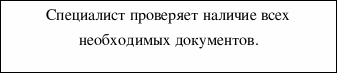 Специалист проверяет наличие всех
необходимых документов.